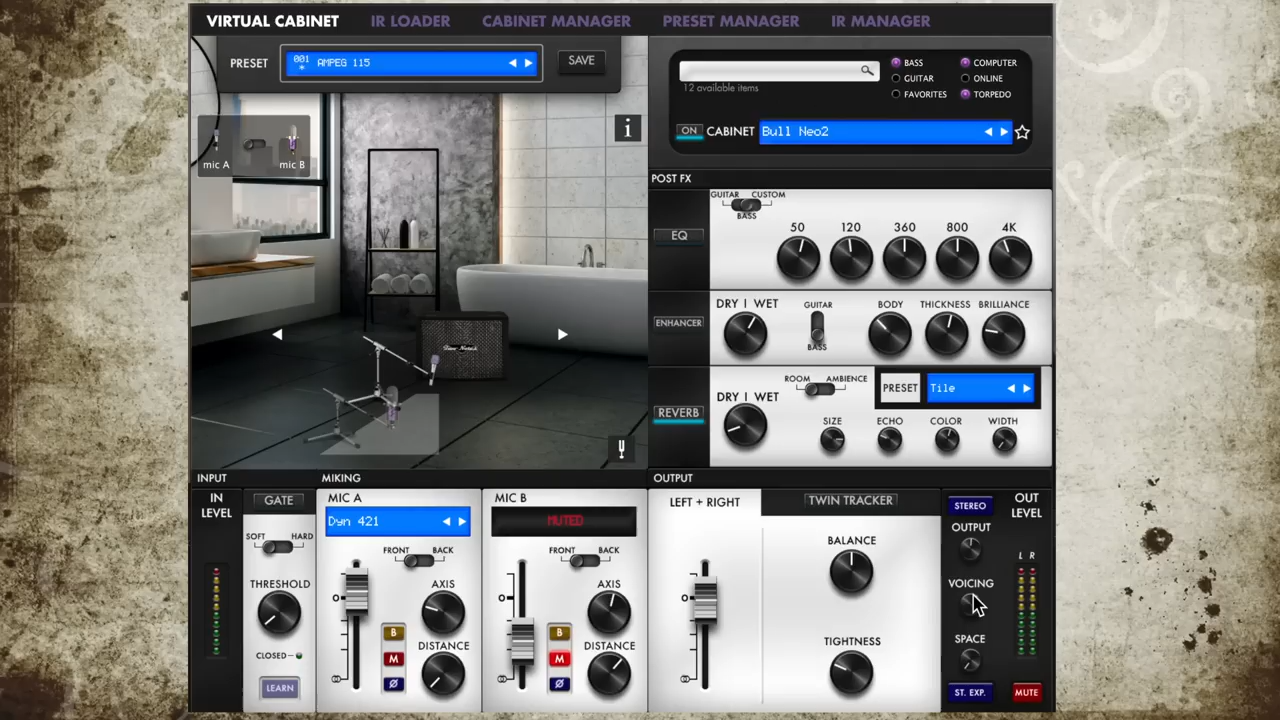 VIRTUAL CABINET IR LOADER CABINET MANAGER PRESET MANAGER IR MANAGER
PRESET 001 * AMPEG 115 SAVE
12 available items
BASS COMPUTER
GUITAR ONLINE
FAVORITES TORPEDO
ON CABINET Bull Neo2
mic A mic B
i
POST FX
GUITAR CUSTOM
BASS
EQ
50 120 360 800 4K
ENHANCER
DRY | WET
GUITAR
BASS
BODY THICKNESS BRILLIANCE
REVERB
DRY | WET
ROOM AMBIENCE
PRESET Tile
SIZE ECHO COLOR WIDTH
INPUT MIKING OUTPUT
IN
LEVEL
GATE
SOFT HARD
THRESHOLD
CLOSED
LEARN
MIC A
Dyn 421
FRONT BACK
AXIS
0
B
DISTANCE
M
Ø
∞
MIC B
MUTED
FRONT BACK
AXIS
0
B
DISTANCE
M
Ø
∞
LEFT + RIGHT
0
∞
TWIN TRACKER
BALANCE
TIGHTNESS
STEREO
OUTPUT
VOICING
SPACE
ST. EXP.
OUT
LEVEL
L R
MUTE